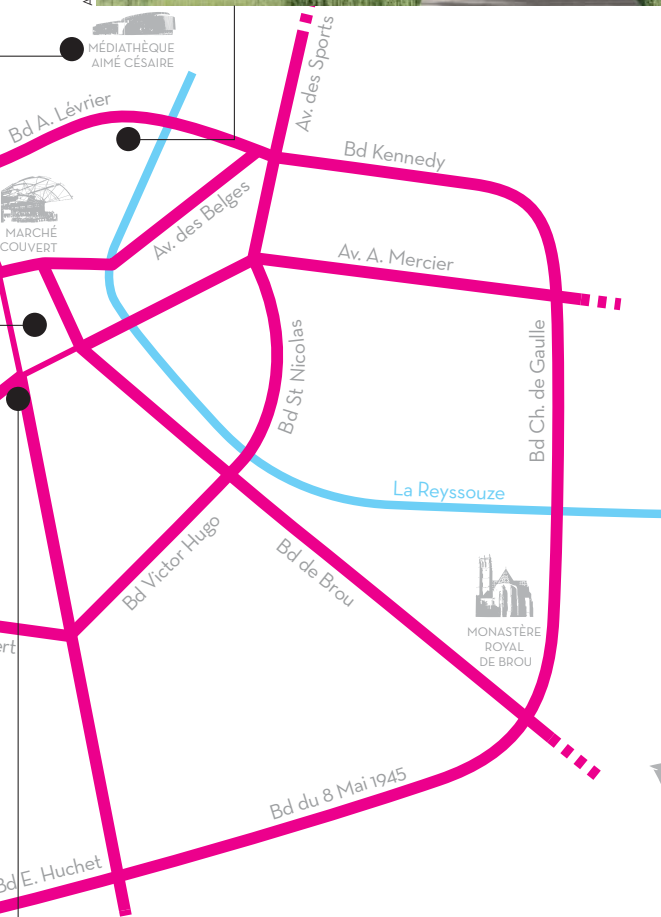 MÉDIATHÈQUE
AIMÉ CÉSAIRE
Av. des Sports
Bd A. Lévrier
Bd Kennedy
MARCHÉ
COUVERT
Av. des Belges
Av. A. Mercier
Bd St Nicolas
Bd Ch. de Gaulle
La Reyssouze
Bd Victor Hugo
Bd de Brou
MONASTÈRE
ROYAL
DE BROU
ert
Bd du 8 Mai 1945
Bd E. Huchet